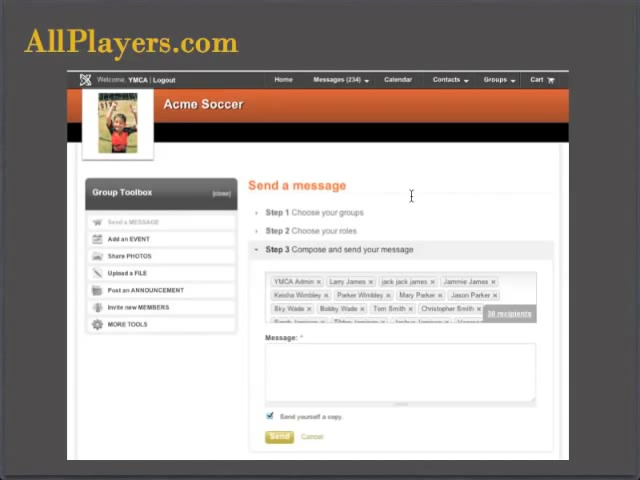 AllPlayers.com
Welcome, YMCA | Logout
Home
Messages (234)
Calendar
Contacts
Groups
Cart
Acme Soccer
Group Toolbox
[close]
Send a MESSAGE
Add an EVENT
Share PHOTOS
Upload a FILE
Post an ANNOUNCEMENT
Invite new MEMBERS
MORE TOOLS
Send a message
Step 1 Choose your groups
Step 2 Choose your roles
Step 3 Compose and send your message
YMCA Admin × Larry James × jack jack james × Jammie James ×
Keisha Wimbley × Parker Wimbley × Mary Parker × Jason Parker ×
Sky Wade × Bobby Wade × Tom Smith × Christopher Smith ×
38 recipients
Message: *
Send yourself a copy.
Send
Cancel